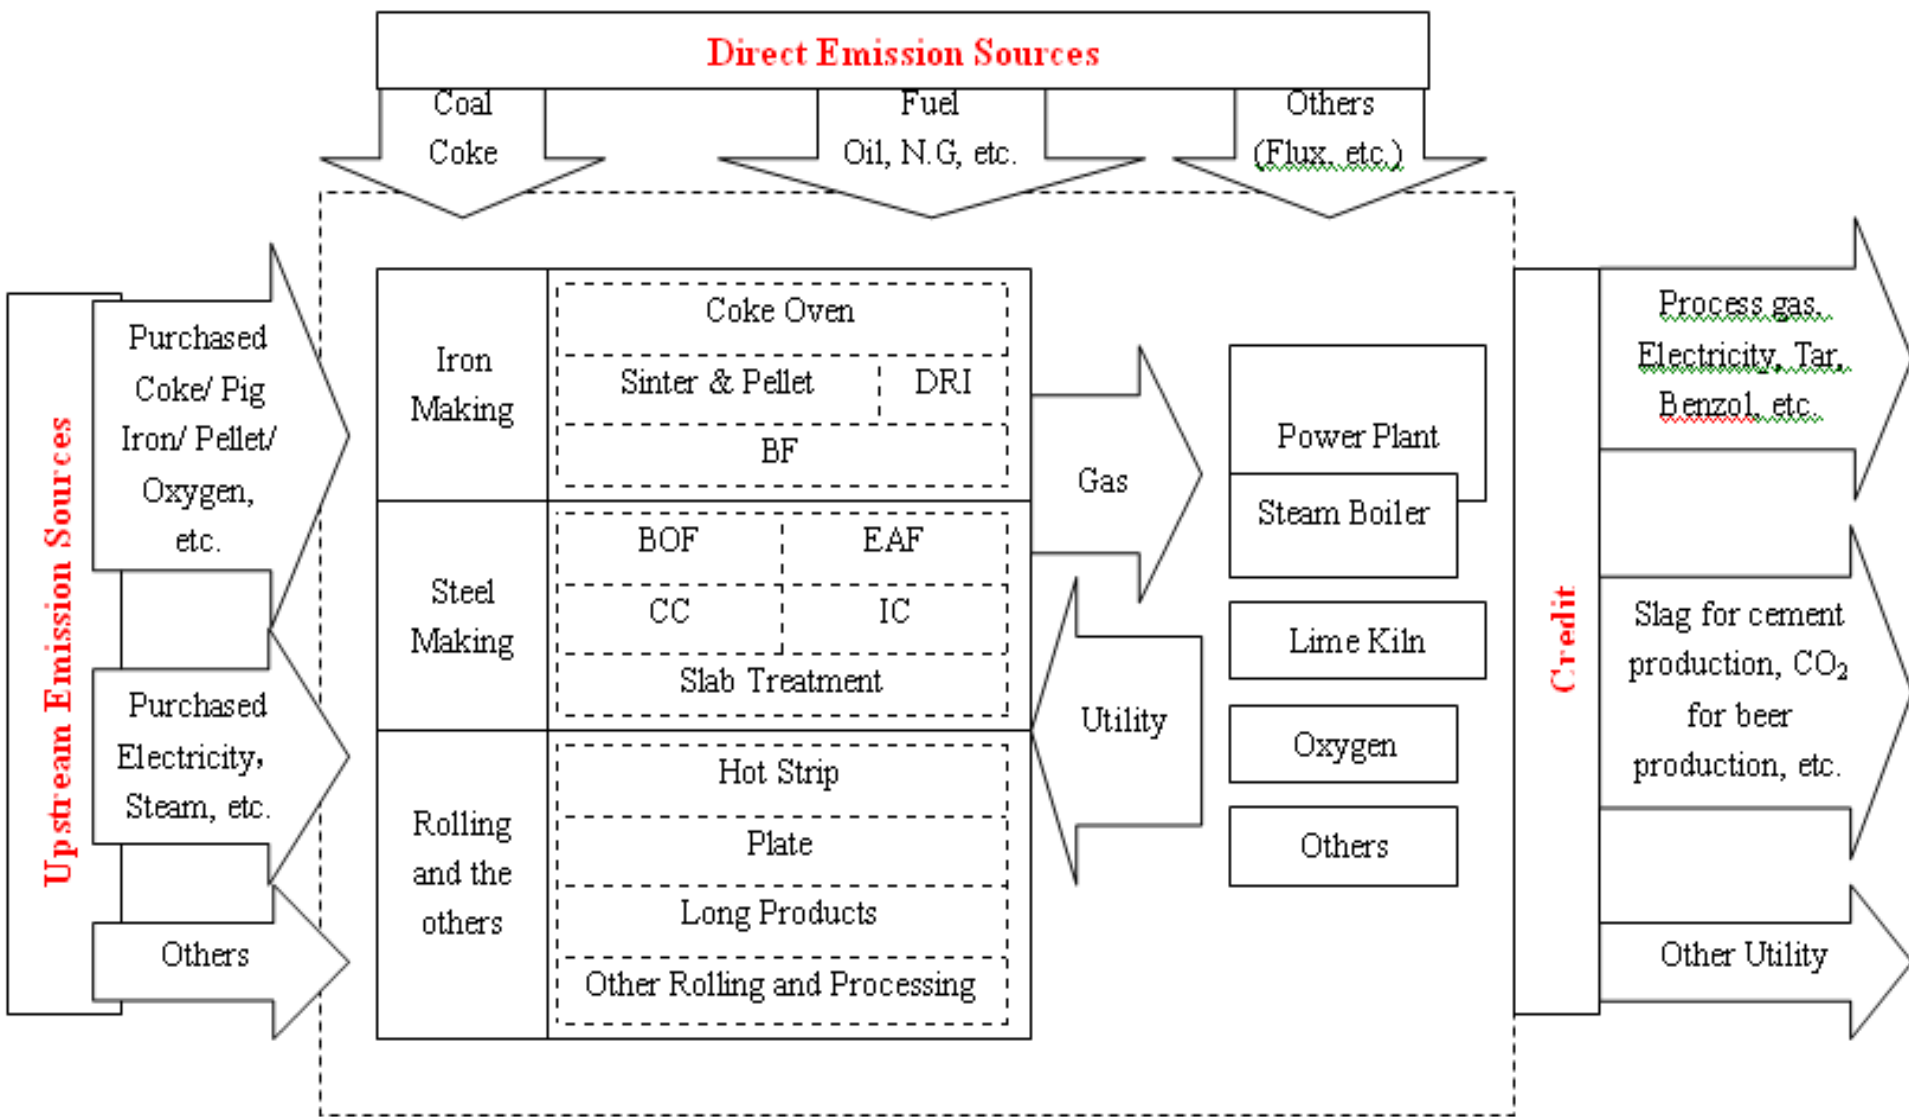 Direct Emission Sources
Coal
Coke
Fuel
Oil, N.G, etc.
Others
(Flux, etc.)
Upstream Emission Sources
Purchased
Coke/ Pig
Iron/ Pellet/
Oxygen,
etc.
Purchased
Electricity,
Steam, etc.
Others
Iron
Making
Coke Oven
Sinter & Pellet
DRI
BF
Steel
Making
BOF
EAF
CC
IC
Slab Treatment
Rolling
and the
others
Hot Strip
Plate
Long Products
Other Rolling and Processing
Gas
Utility
Power Plant
Steam Boiler
Lime Kiln
Oxygen
Others
Credit
Process gas,
Electricity, Tar,
Benzol, etc.
Slag for cement
production, CO₂
for beer
production, etc.
Other Utility